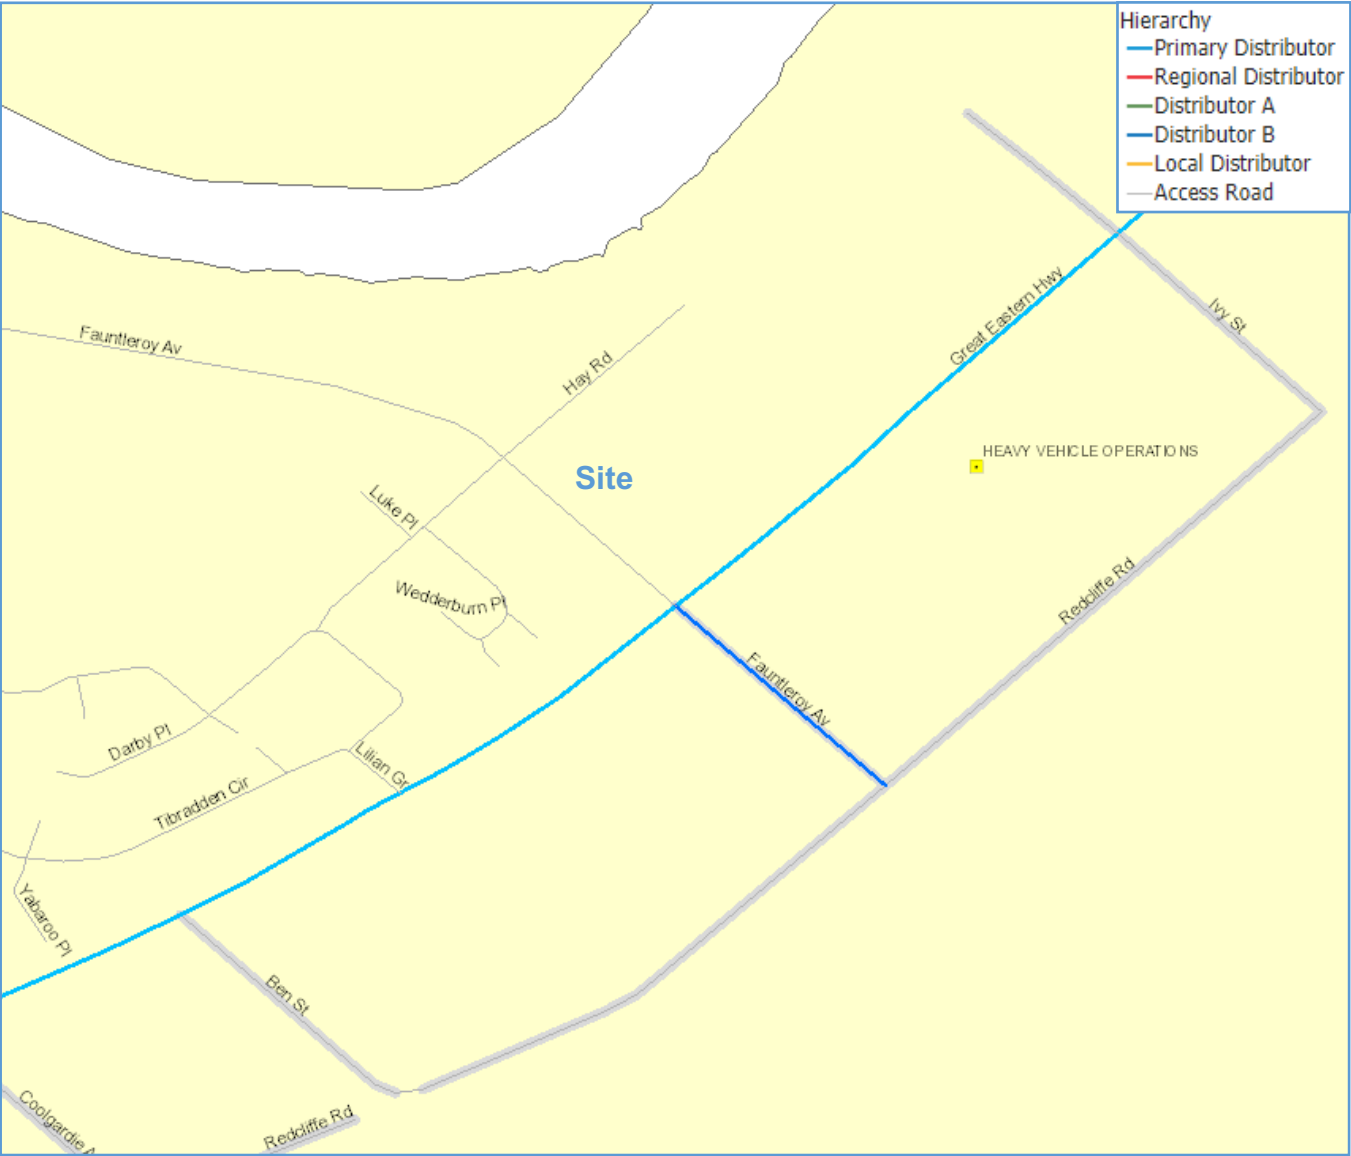 Hierarchy
Primary Distributor
Regional Distributor
Distributor A
Distributor B
Local Distributor
Access Road
Great Eastern Hwy
Ivy St
Fauntleroy Av
Hay Rd
HEAVY VEHICLE OPERATIONS
Site
Luke Pl
Wedderburn Pl
Redcliffe Rd
Fauntleroy Av
Darby Pl
Lilian Gr
Tibradden Cir
Yabaroo Pl
Ben St
Coolgardie A
Redcliffe Rd